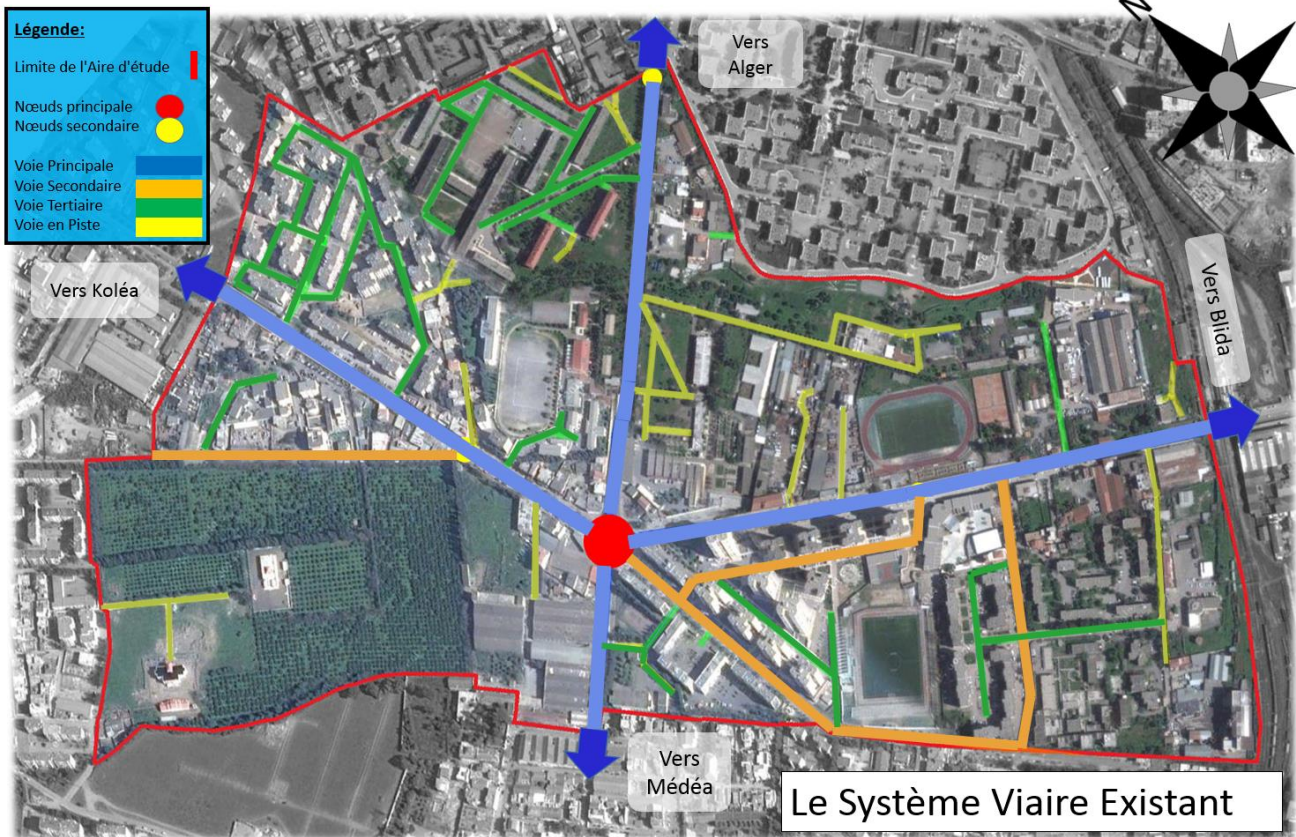 Légende:
Limite de l'Aire d'étude
Nœuds principale
Nœuds secondaire
Voie Principale
Voie Secondaire
Voie Tertiaire
Voie en Piste
N
Vers
Alger
Vers Koléa
Vers Blida
Vers
Médéa
Le Système Viaire Existant